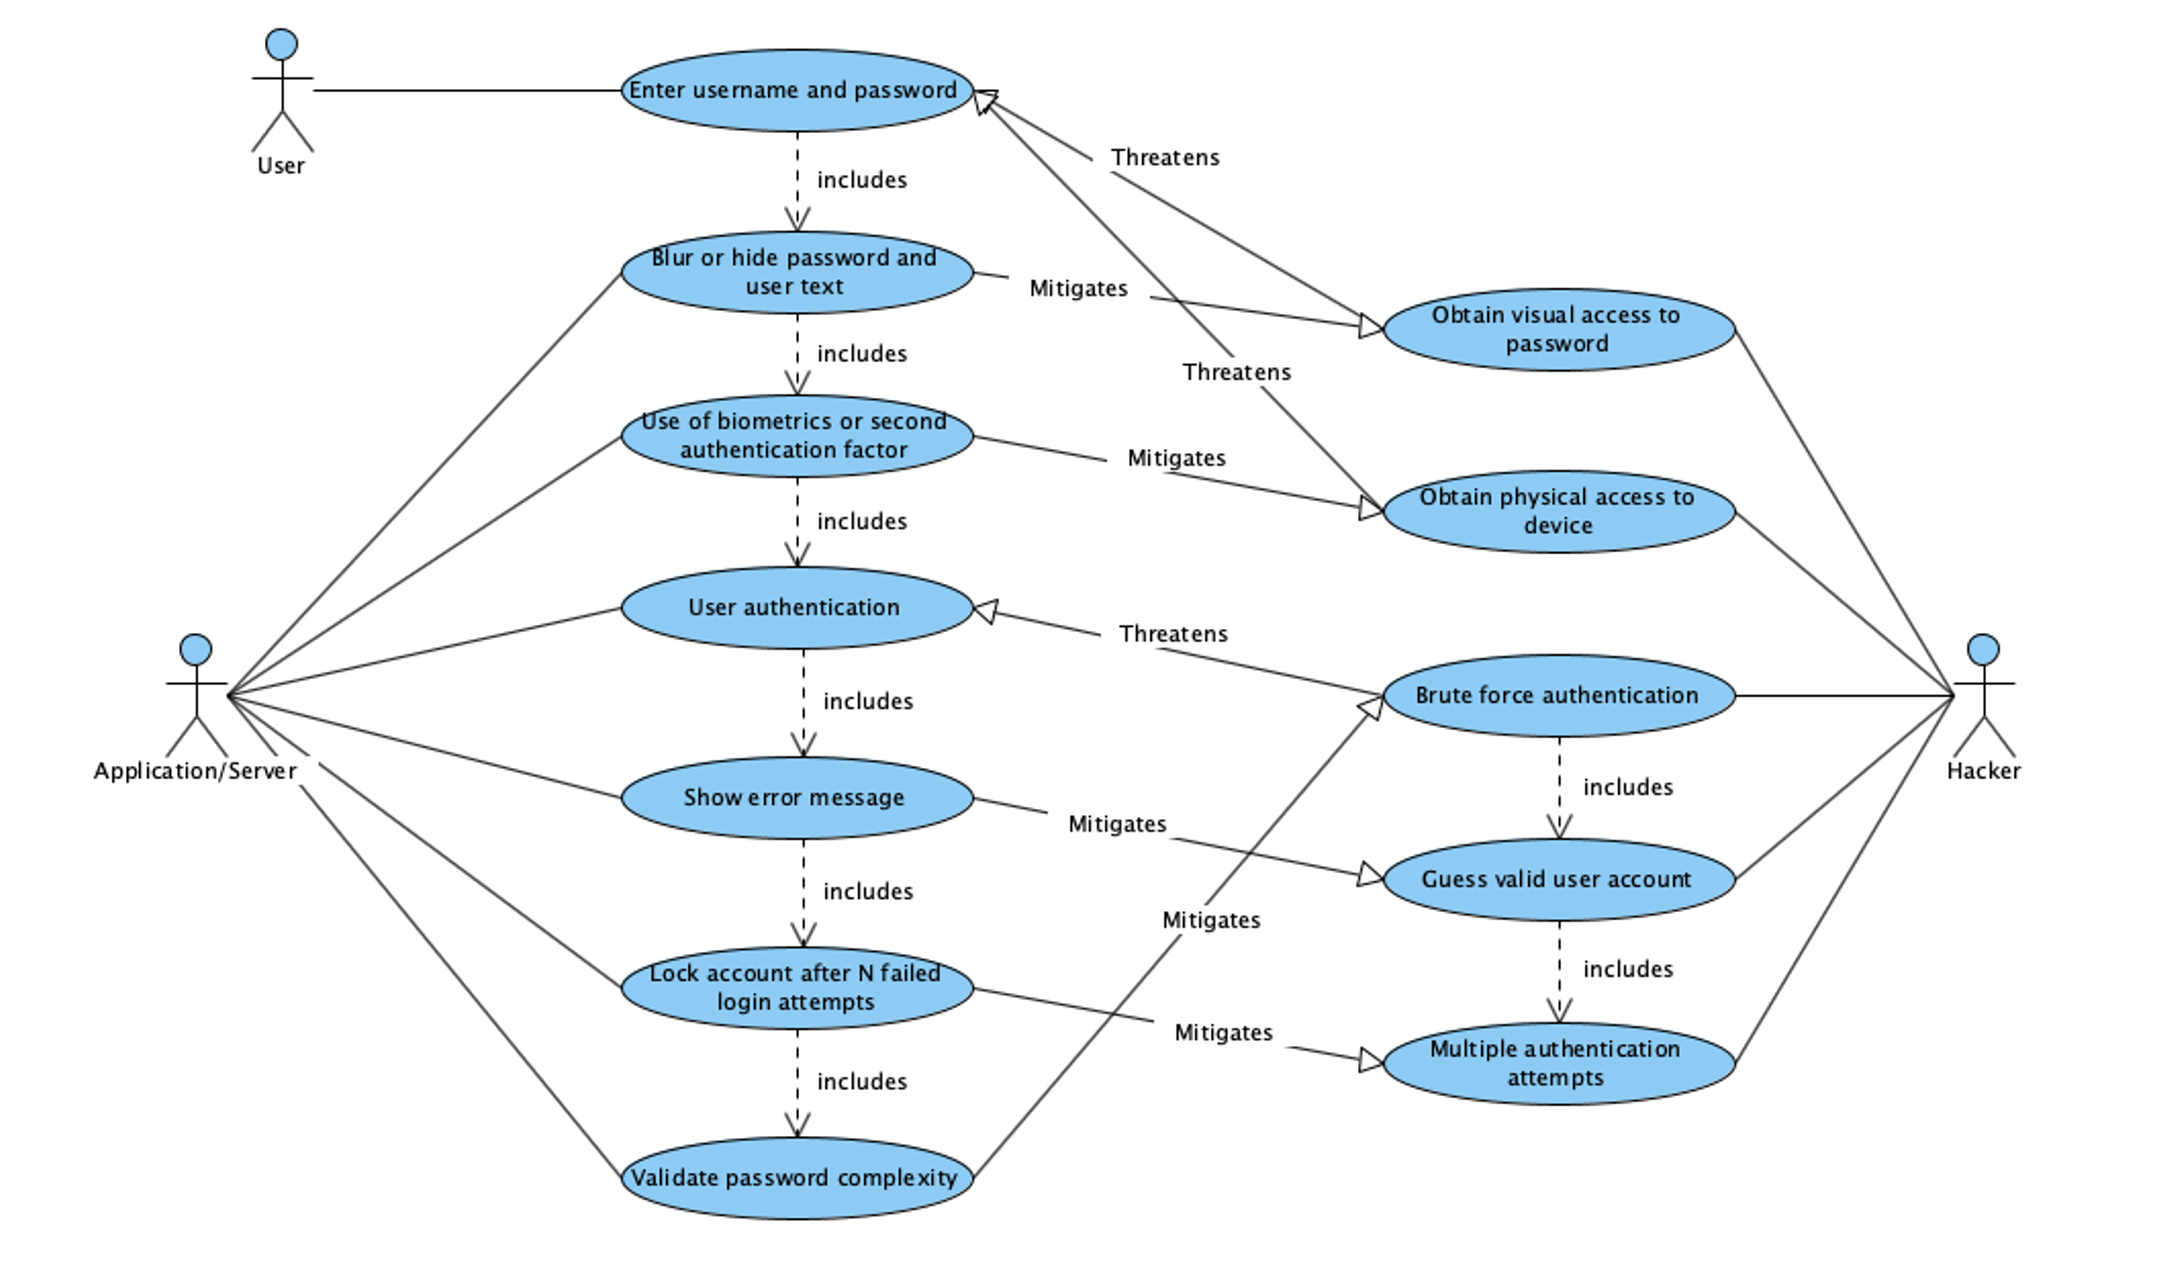 Enter username and password
User
Threatens
includes
Blur or hide password and
user text
Mitigates
Obtain visual access to
password
includes
Threatens
Use of biometrics or second
authentication factor
Mitigates
Obtain physical access to
device
includes
User authentication
Threatens
Brute force authentication
includes
Application/Server
Hacker
includes
Show error message
Mitigates
Guess valid user account
includes
Mitigates
includes
Lock account after N failed
login attempts
Mitigates
Multiple authentication
attempts
includes
Validate password complexity